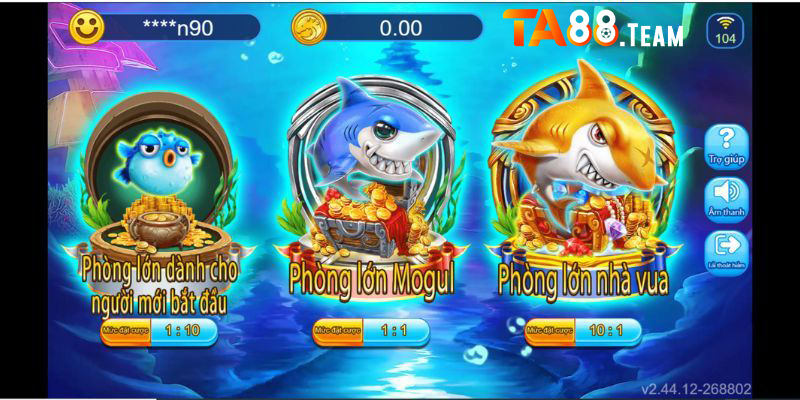 ****n90
0.00
TA88.TEAM
104
Trợ giúp
Âm thanh
Lối thoát hiểm
Phòng lớn dành cho
người mới bắt đầu
Mức đặt cược 1 : 10
Phòng lớn Mogul
Mức đặt cược 1 : 1
Phòng lớn nhà vua
Mức đặt cược 10 : 1
v2.44.12-268802